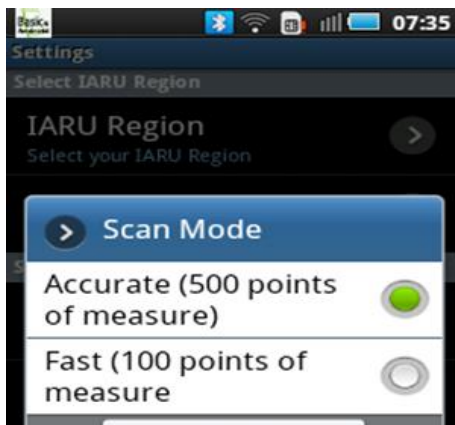 07:35
Settings
Select IARU Region
IARU Region
Select your IARU Region
Scan Mode
Accurate (500 points
of measure)
Fast (100 points of
measure